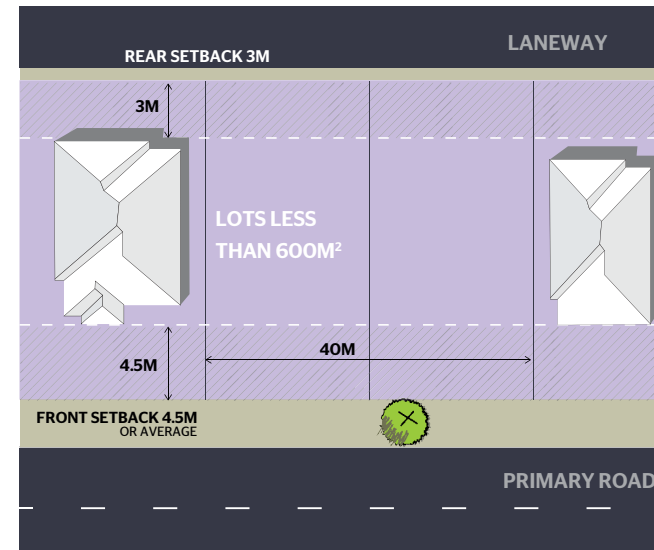 LANEWAY
REAR SETBACK 3M
3M
LOTS LESS
THAN 600M²
40M
4.5M
FRONT SETBACK 4.5M
OR AVERAGE
PRIMARY ROAD